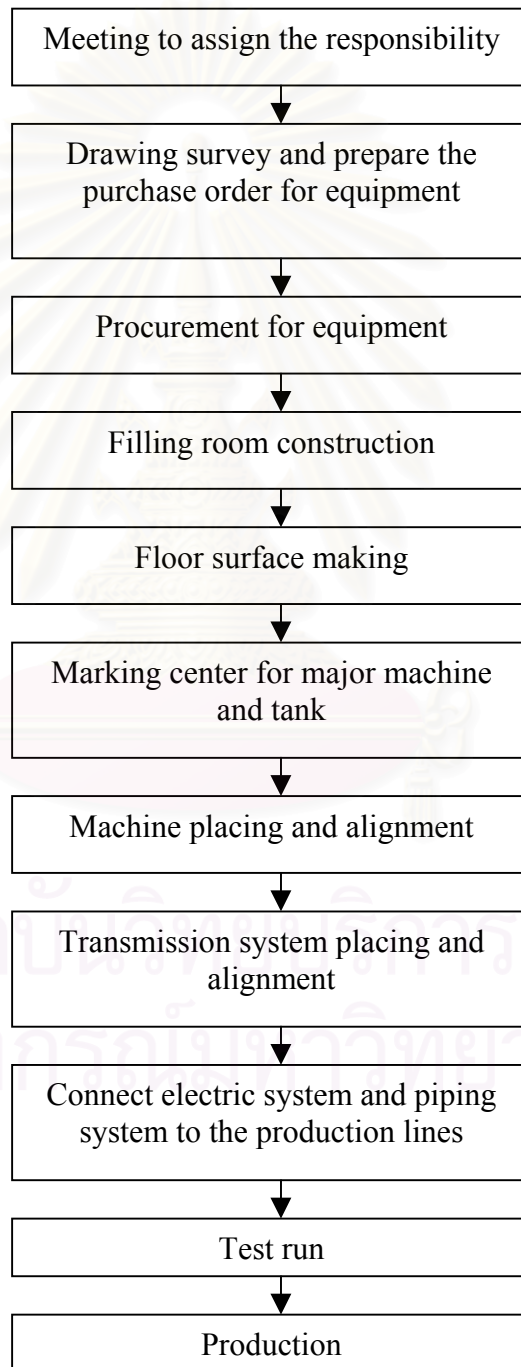 Meeting to assign the responsibility
Drawing survey and prepare the
purchase order for equipment
Procurement for equipment
Filling room construction
Floor surface making
Marking center for major machine
and tank
Machine placing and alignment
Transmission system placing and
alignment
Connect electric system and piping
system to the production lines
Test run
Production